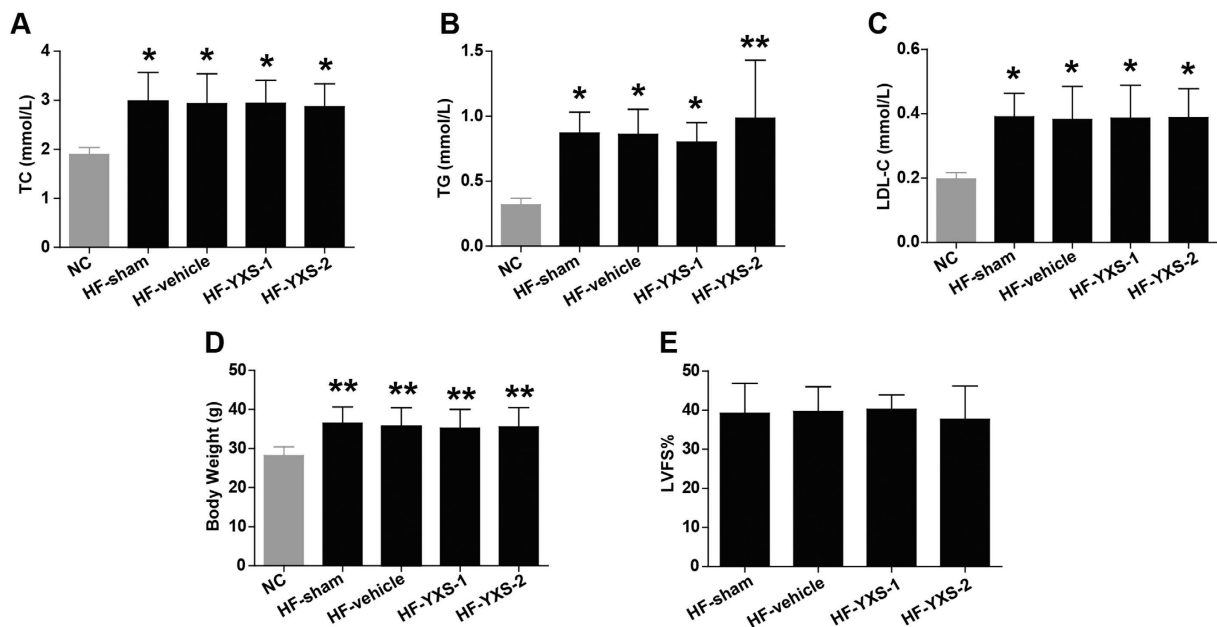 A
TC (mmol/L)
4
3
2
1
0
* * * *
NC HF-sham HF-vehicle HF-YXS-1 HF-YXS-2
B
TG (mmol/L)
1.5
1.0
0.5
0.0
* * * **
NC HF-sham HF-vehicle HF-YXS-1 HF-YXS-2
C
LDL-C (mmol/L)
0.6
0.4
0.2
0.0
* * * *
NC HF-sham HF-vehicle HF-YXS-1 HF-YXS-2
D
Body Weight (g)
50
40
30
20
10
0
** ** ** **
NC HF-sham HF-vehicle HF-YXS-1 HF-YXS-2
E
LVFS%
50
40
30
20
10
0
HF-sham HF-vehicle HF-YXS-1 HF-YXS-2